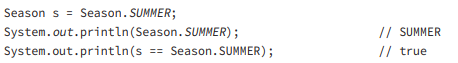 Season s = Season.SUMMER;
System.out.println(Season.SUMMER); // SUMMER
System.out.println(s == Season.SUMMER); // true